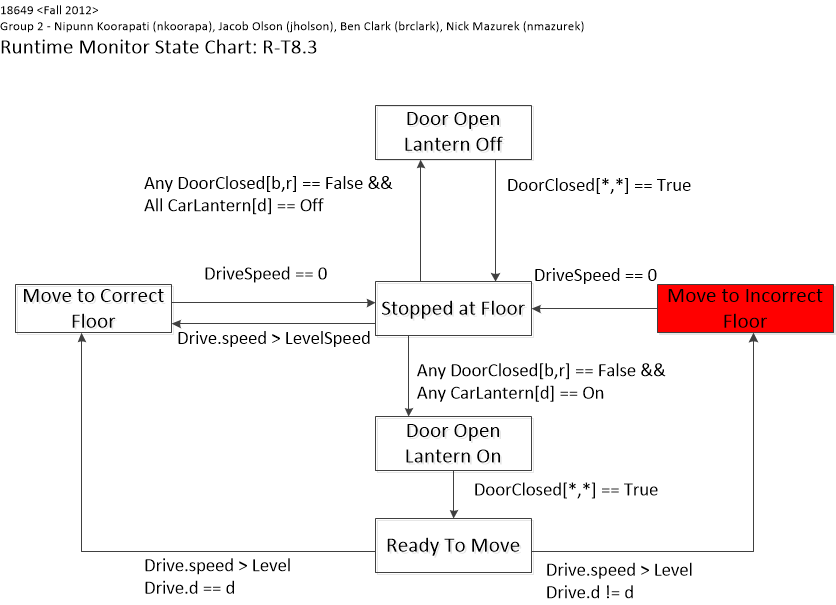 18649 <Fall 2012>
Group 2 - Nipunn Koorapati (nkoorapa), Jacob Olson (jholson), Ben Clark (brclark), Nick Mazurek (nmazurek)
Runtime Monitor State Chart: R-T8.3
Door Open
Lantern Off
Any DoorClosed[b,r] == False &&
All CarLantern[d] == Off
DoorClosed[*,*] == True
DriveSpeed == 0
DriveSpeed == 0
Move to Correct
Floor
Stopped at Floor
Move to Incorrect
Floor
Drive.speed > LevelSpeed
Any DoorClosed[b,r] == False &&
Any CarLantern[d] == On
Door Open
Lantern On
DoorClosed[*,*] == True
Ready To Move
Drive.speed > Level
Drive.d == d
Drive.speed > Level
Drive.d != d